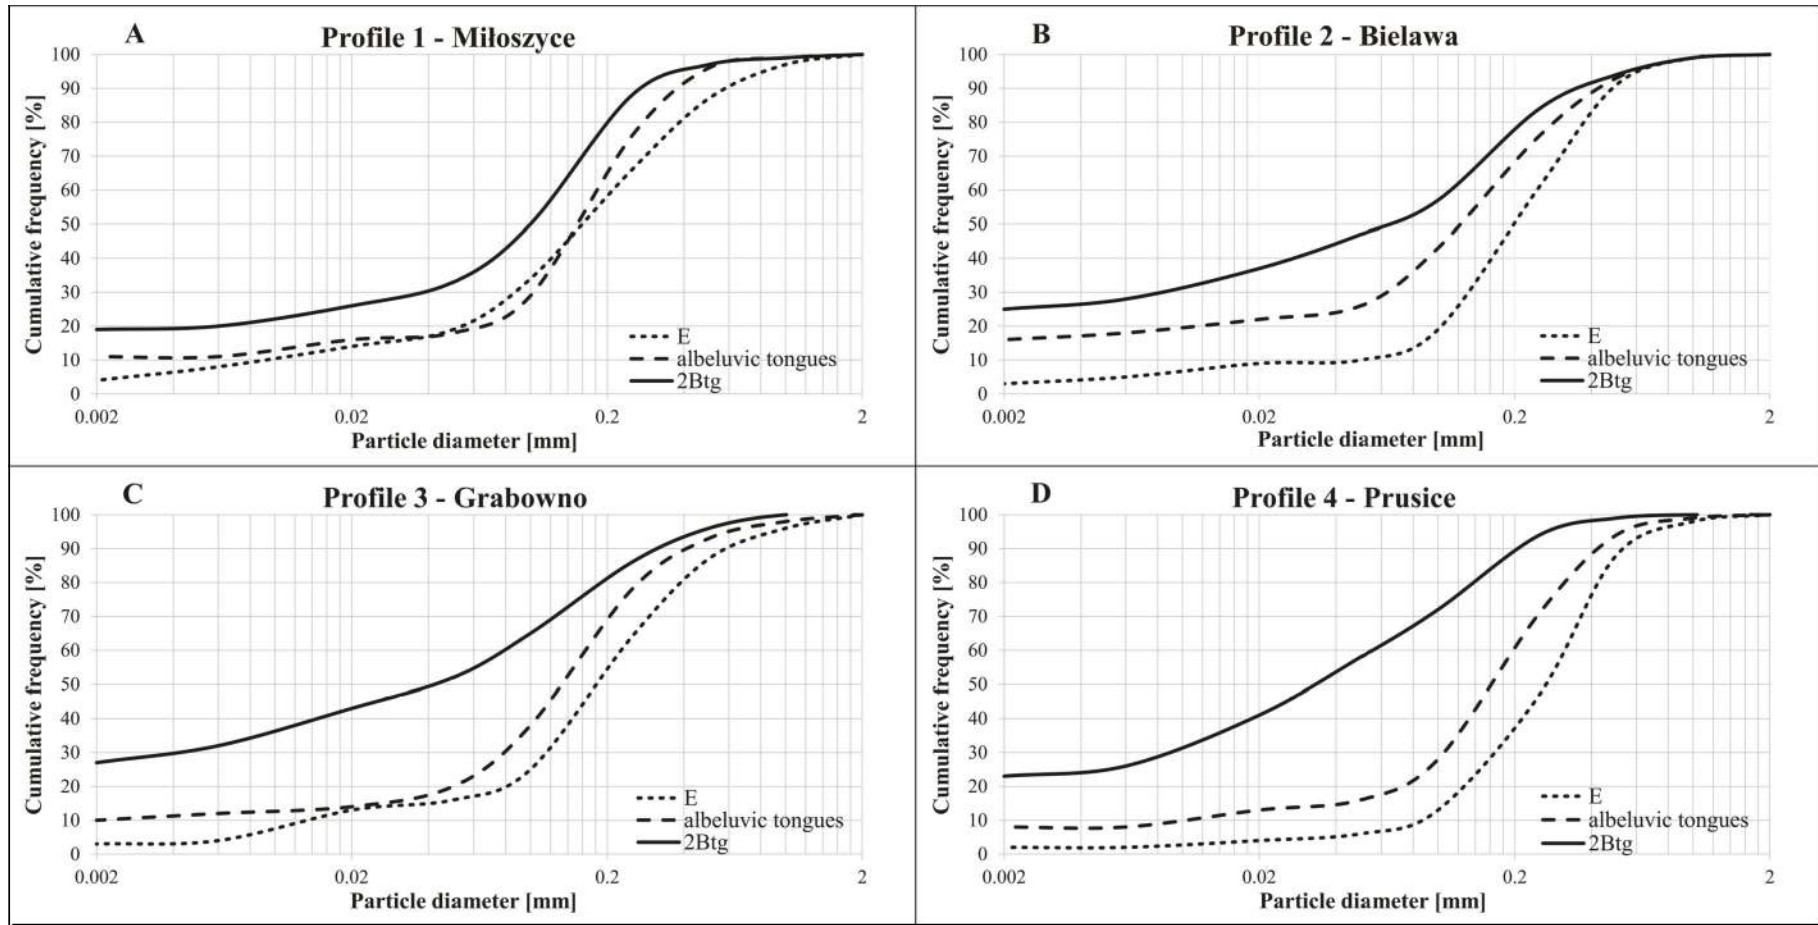 A
Profile 1 - Miłoszyce
Cumulative frequency [%]
100
90
80
70
60
50
40
30
20
10
0
E
albeluvic tongues
2Btg
0.002 0.02 0.2 2
Particle diameter [mm]
B
Profile 2 - Bielawa
Cumulative frequency [%]
100
90
80
70
60
50
40
30
20
10
0
E
albeluvic tongues
2Btg
0.002 0.02 0.2 2
Particle diameter [mm]
C
Profile 3 - Grabowno
Cumulative frequency [%]
100
90
80
70
60
50
40
30
20
10
0
E
albeluvic tongues
2Btg
0.002 0.02 0.2 2
Particle diameter [mm]
D
Profile 4 - Prusice
Cumulative frequency [%]
100
90
80
70
60
50
40
30
20
10
0
E
albeluvic tongues
2Btg
0.002 0.02 0.2 2
Particle diameter [mm]